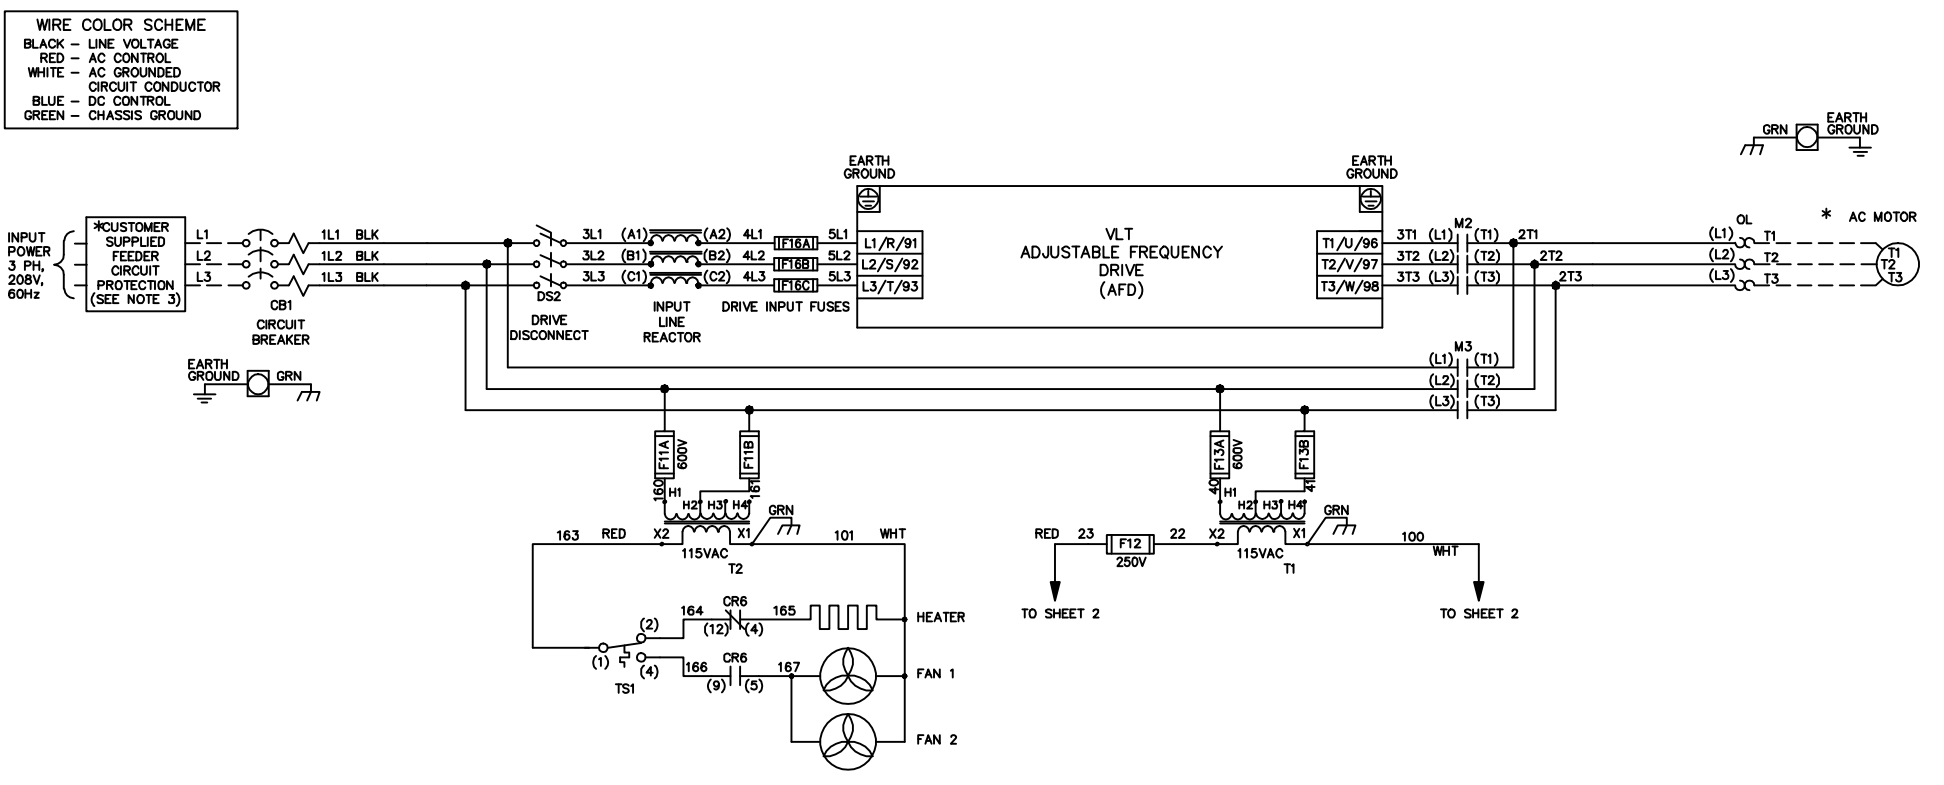 WIRE COLOR SCHEME
BLACK – LINE VOLTAGE
RED – AC CONTROL
WHITE – AC GROUNDED
CIRCUIT CONDUCTOR
BLUE – DC CONTROL
GREEN – CHASSIS GROUND
GRN
EARTH
GROUND
* AC MOTOR
INPUT
POWER
3 PH,
208V,
60Hz
*CUSTOMER
SUPPLIED
FEEDER
CIRCUIT
PROTECTION
(SEE NOTE 3)
L1
L2
L3
CB1
CIRCUIT
BREAKER
1L1 BLK
1L2 BLK
1L3 BLK
EARTH
GROUND
GRN
DS2
DRIVE
DISCONNECT
3L1 (A1) (A2) 4L1 F16A 5L1
3L2 (B1) (B2) 4L2 F16B 5L2
3L3 (C1) (C2) 4L3 F16C 5L3
INPUT
LINE
REACTOR
DRIVE INPUT FUSES
EARTH
GROUND
L1/R/91
L2/S/92
L3/T/93
VLT
ADJUSTABLE FREQUENCY
DRIVE
(AFD)
EARTH
GROUND
T1/U/96
T2/V/97
T3/W/98
M2
3T1 (L1) (T1) 2T1
3T2 (L2) (T2) 2T2
3T3 (L3) (T3) 2T3
OL
(L1) T1
(L2) T2
(L3) T3
T1
T2
T3
M3
(L1) (T1)
(L2) (T2)
(L3) (T3)
F11A
600V
F11B
160
161
H1
H2 H3 H4
GRN
163 RED X2 X1 101 WHT
115VAC
T2
F13A
600V
F13B
40
41
H1
H2 H3 H4
GRN
RED 23 F12 22 X2 X1 100
WHT
250V
115VAC
T1
TO SHEET 2
TO SHEET 2
164 CR6 165
(12) (4)
HEATER
(2)
(1)
(4)
TS1
166 CR6 167
(9) (5)
FAN 1
FAN 2